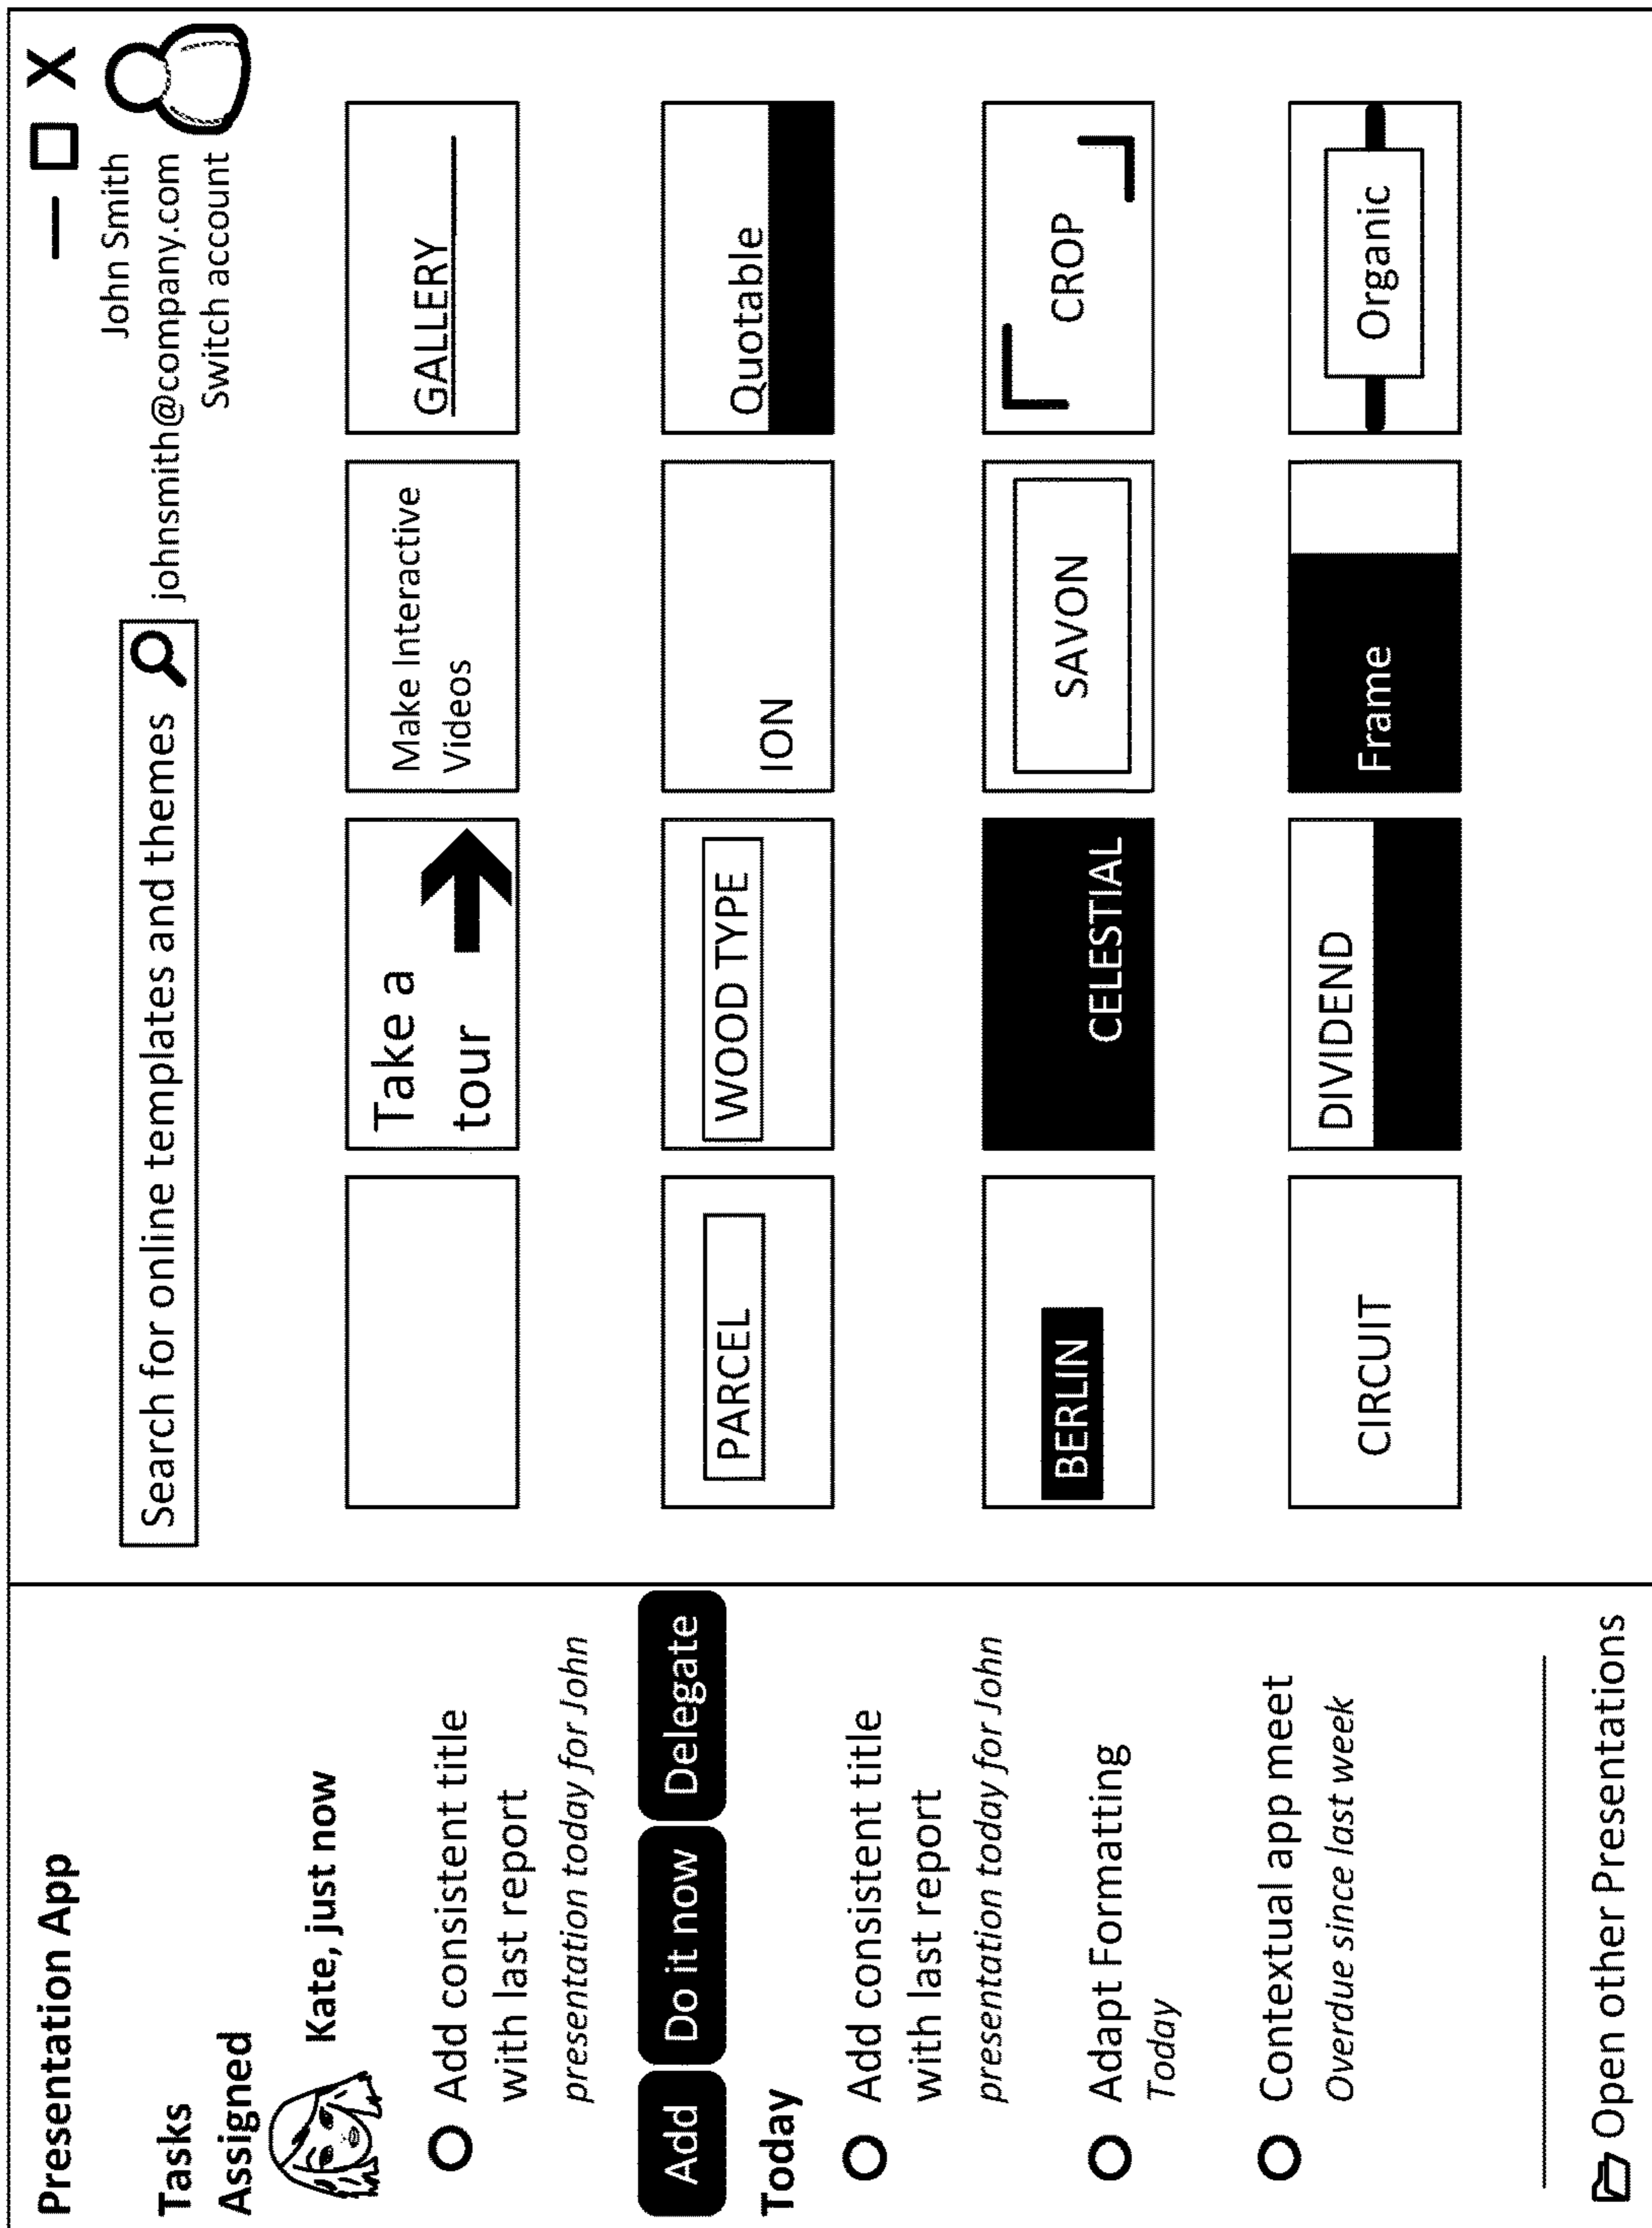 Presentation App
Tasks
Assigned
Kate, just now
Add consistent title
with last report
presentation today for John
Add
Do it now
Delegate
Today
Add consistent title
with last report
presentation today for John
Adapt Formatting
Today
Contextual app meet
Overdue since last week
Open other Presentations
X
Search for online templates and themes
John Smith
johnsmith@company.com
Switch account
Take a
tour
Make Interactive
Videos
GALLERY
PARCEL
WOOD TYPE
ION
Quotable
BERLIN
CELESTIAL
SAVON
CROP
CIRCUIT
DIVIDEND
Frame
Organic